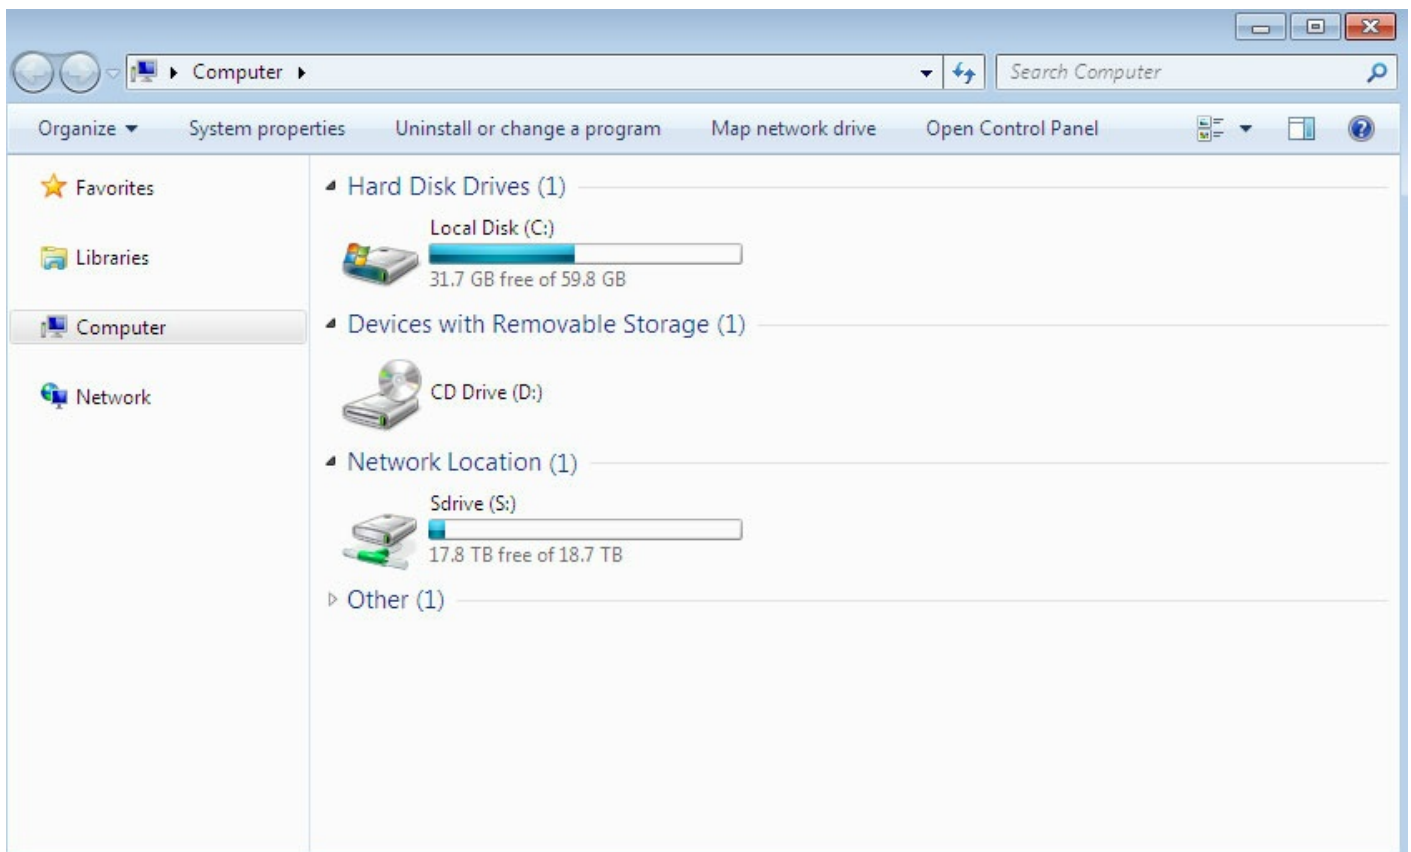 Computer
Search Computer
Organize
System properties
Uninstall or change a program
Map network drive
Open Control Panel
Favorites
Libraries
Computer
Network
Hard Disk Drives (1)
Local Disk (C:)
31.7 GB free of 59.8 GB
Devices with Removable Storage (1)
CD Drive (D:)
Network Location (1)
Sdrive (S:)
17.8 TB free of 18.7 TB
Other (1)